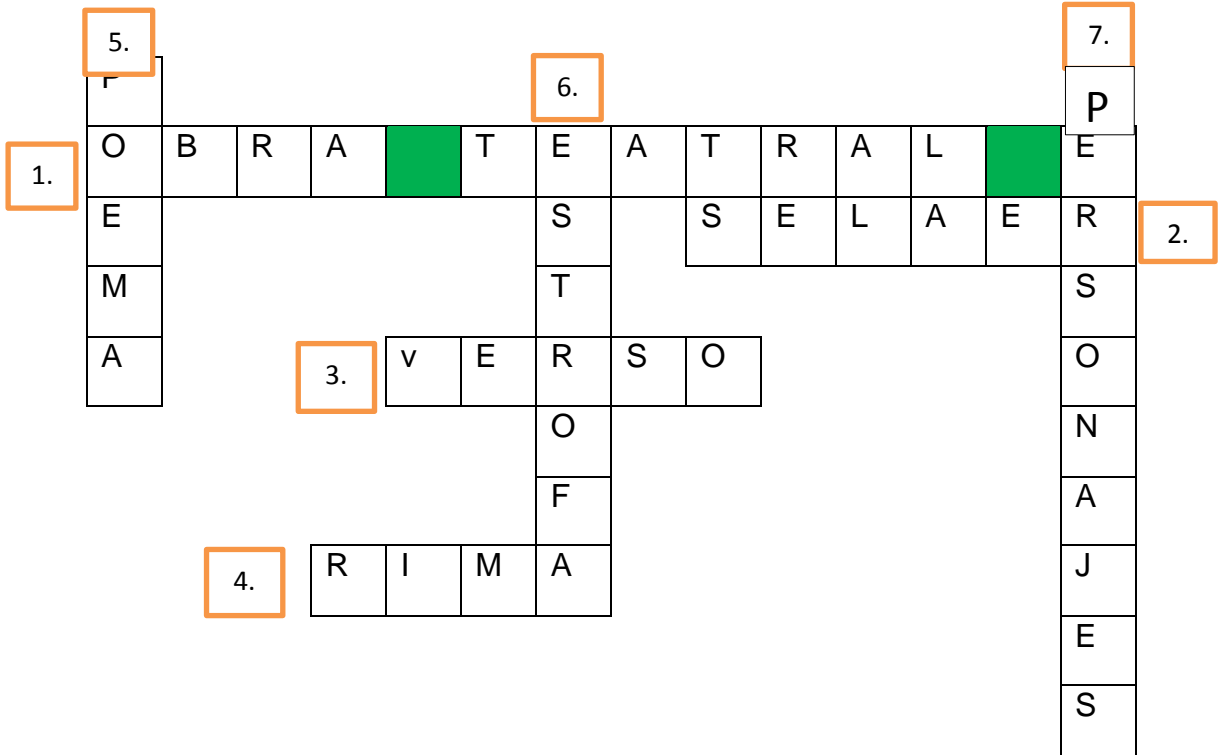 5. 7.
P 6. P
1. O B R A T E A T R A L E
E S S E L A E R 2.
M T S
A 3. v E R S O O
O N
F A
4. R I M A J
E
S